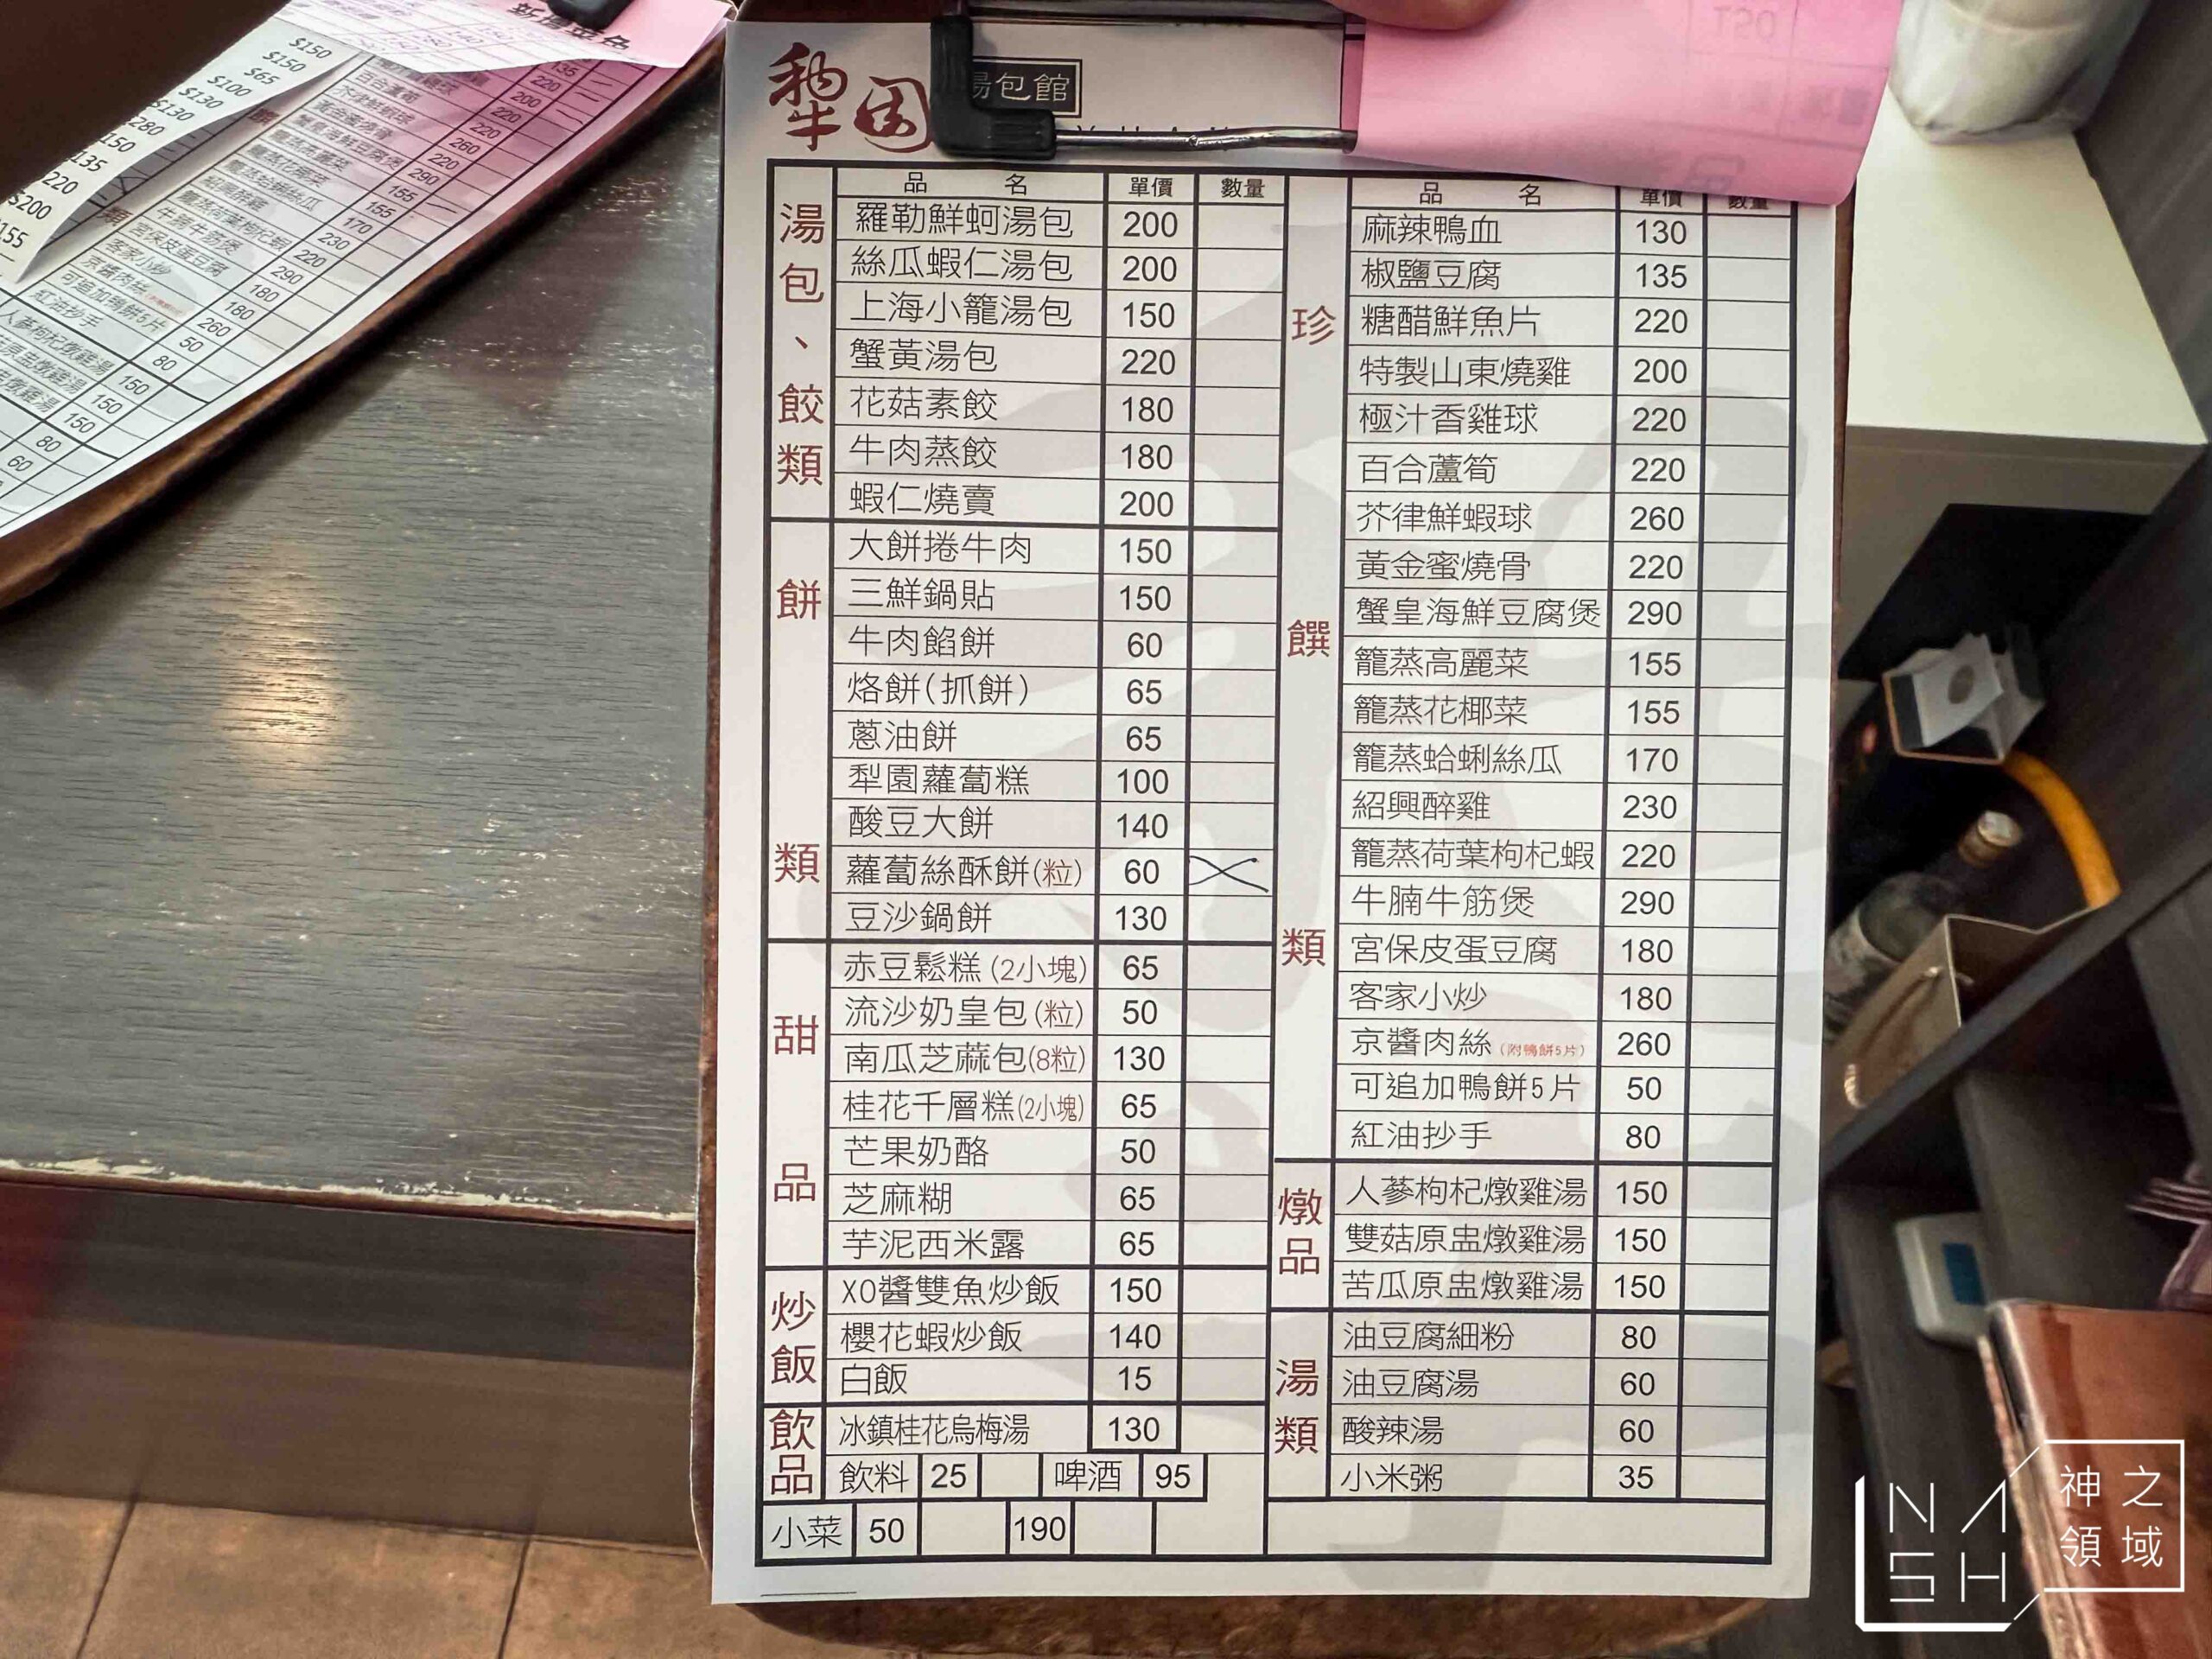 犁園
湯包館
湯包、餃類
品名 單價 數量
羅勒鮮蚵湯包 200
絲瓜蝦仁湯包 200
上海小籠湯包 150
蟹黃湯包 220
花菇素餃 180
牛肉蒸餃 180
蝦仁燒賣 200
餅類
大餅捲牛肉 150
三鮮鍋貼 150
牛肉餡餅 60
烙餅(抓餅) 65
蔥油餅 65
犁園蘿蔔糕 100
酸豆大餅 140
蘿蔔絲酥餅(粒) 60
豆沙鍋餅 130
甜品
赤豆鬆糕(2小塊) 65
流沙奶皇包(粒) 50
南瓜芝蔴包(8粒) 130
桂花千層糕(2小塊) 65
芒果奶酪 50
芝麻糊 65
芋泥西米露 65
炒飯
XO醬雙魚炒飯 150
櫻花蝦炒飯 140
白飯 15
飲品
冰鎮桂花烏梅湯 130
飲料 25 啤酒 95
小菜 50 190
珍饌類
品名 單價 數量
麻辣鴨血 130
椒鹽豆腐 135
糖醋鮮魚片 220
特製山東燒雞 200
極汁香雞球 220
百合蘆筍 220
芥律鮮蝦球 260
黃金蜜燒骨 220
蟹皇海鮮豆腐煲 290
籠蒸高麗菜 155
籠蒸花椰菜 155
籠蒸蛤蜊絲瓜 170
紹興醉雞 230
籠蒸荷葉枸杞蝦 220
牛腩牛筋煲 290
宮保皮蛋豆腐 180
客家小炒 180
京醬肉絲(附鴨餅5片) 260
可追加鴨餅5片 50
紅油抄手 80
燉品
人蔘枸杞燉雞湯 150
雙菇原盅燉雞湯 150
苦瓜原盅燉雞湯 150
湯類
油豆腐細粉 80
油豆腐湯 60
酸辣湯 60
小米粥 35
NASH
神之領域